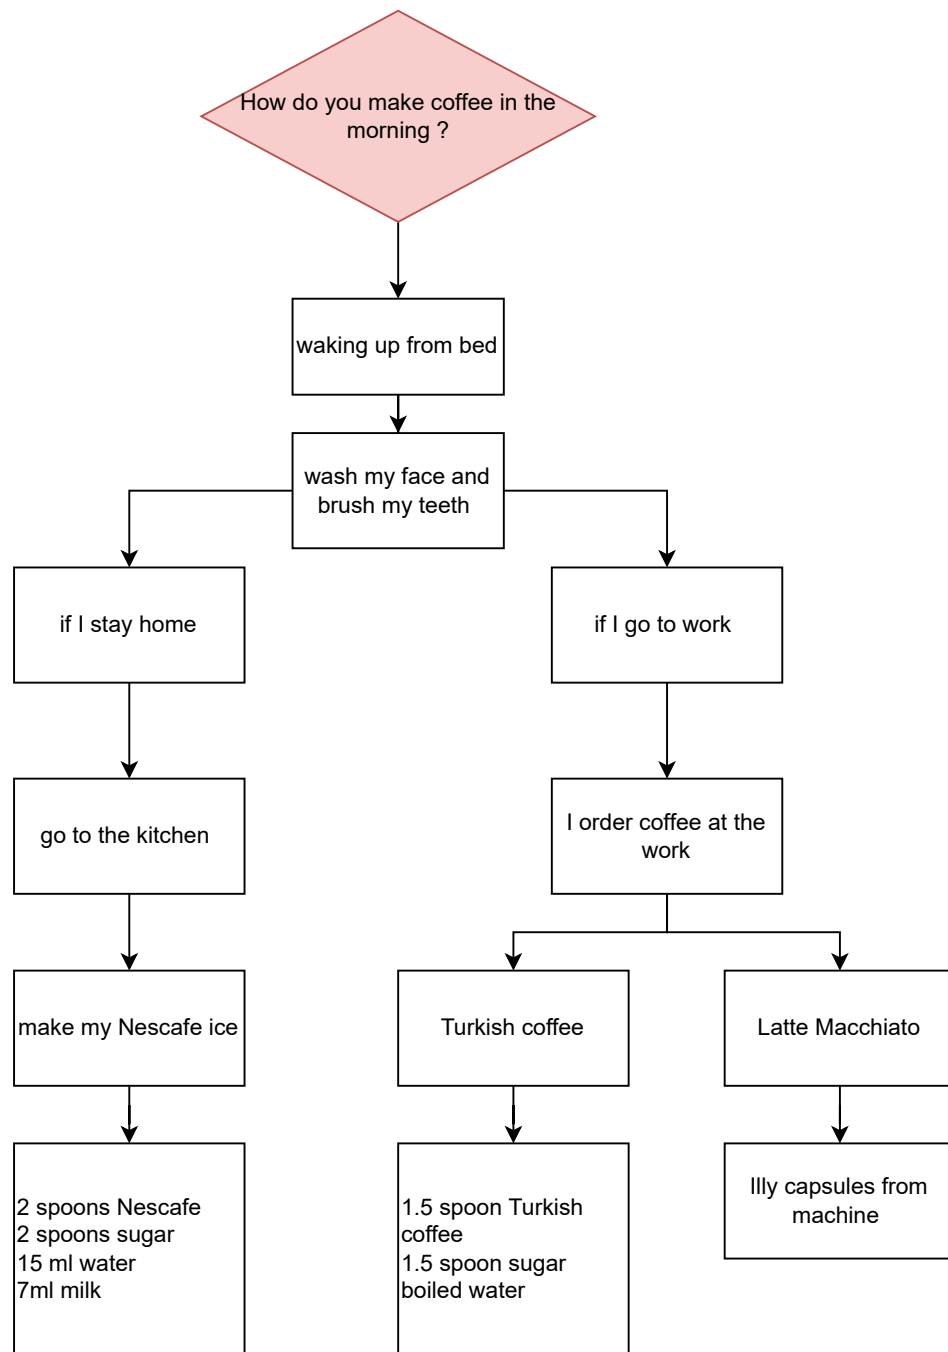 How do you make coffee in the
morning ?
waking up from bed
wash my face and
brush my teeth
if I stay home
if I go to work
go to the kitchen
I order coffee at the
work
make my Nescafe ice
Turkish coffee
Latte Macchiato
2 spoons Nescafe
2 spoons sugar
15 ml water
7ml milk
1.5 spoon Turkish
coffee
1.5 spoon sugar
boiled water
Illy capsules from
machine